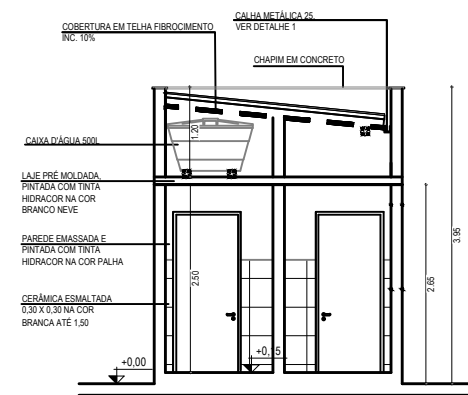 COBERTURA EM TELHA FIBROCIMENTO
INC. 10%
CALHA METÁLICA 25.
VER DETALHE 1
CHAPIM EM CONCRETO
CAIXA D'ÁGUA 500L
1.20
LAJE PRÉ MOLDADA,
PINTADA COM TINTA
HIDRACOR NA COR
BRANCO NEVE
PAREDE EMASSADA E
PINTADA COM TINTA
HIDRACOR NA COR PALHA
CERÂMICA ESMALTADA
0,30 X 0,30 NA COR
BRANCA ATÉ 1,50
2.50
2.65
3.95
+0,00
+0,15